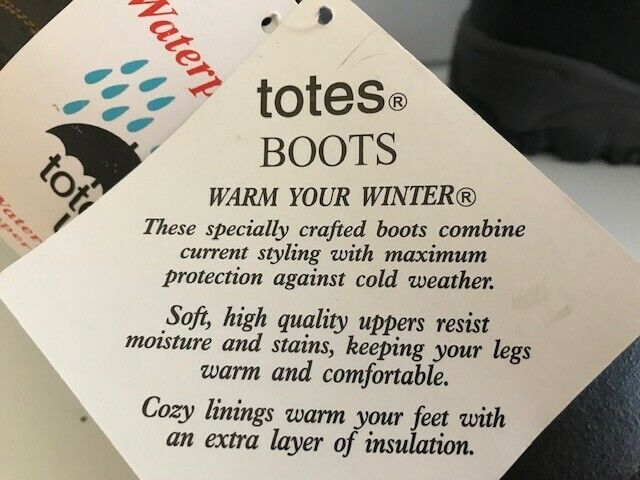 totes®
BOOTS
WARM YOUR WINTER®
These specially crafted boots combine
current styling with maximum
protection against cold weather.
Soft, high quality uppers resist
moisture and stains, keeping your legs
warm and comfortable.
Cozy linings warm your feet with
an extra layer of insulation.